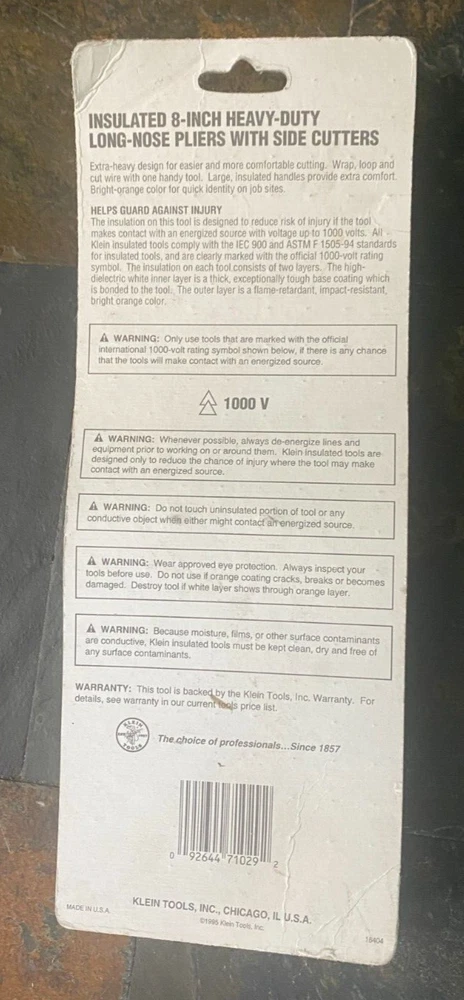 INSULATED 8-INCH HEAVY-DUTY
LONG-NOSE PLIERS WITH SIDE CUTTERS
Extra-heavy design for easier and more comfortable cutting. Wrap, loop and
cut wire with one handy tool. Large, insulated handles provide extra comfort.
Bright-orange color for quick identity on job sites.
HELPS GUARD AGAINST INJURY
The insulation on this tool is designed to reduce risk of injury if the tool
makes contact with an energized source with voltage up to 1000 volts. All
Klein insulated tools comply with the IEC 900 and ASTM F 1505-94 standards
for insulated tools, and are clearly marked with the official 1000-volt rating
symbol. The insulation on each tool consists of two layers. The high-
dielectric white inner layer is a thick, exceptionally tough base coating which
is bonded to the tool. The outer layer is a flame-retardant, impact-resistant,
bright orange color.
WARNING: Only use tools that are marked with the official
international 1000-volt rating symbol shown below, if there is any chance
that the tools will make contact with an energized source.
1000 V
WARNING: Whenever possible, always de-energize lines and
equipment prior to working on or around them. Klein insulated tools are
designed only to reduce the chance of injury where the tool may make
contact with an energized source.
WARNING: Do not touch uninsulated portion of tool or any
conductive object when either might contact an energized source.
WARNING: Wear approved eye protection. Always inspect your
tools before use. Do not use if orange coating cracks, breaks or becomes
damaged. Destroy tool if white layer shows through orange layer.
WARNING: Because moisture, films, or other surface contaminants
are conductive, Klein insulated tools must be kept clean, dry and free of
any surface contaminants.
WARRANTY: This tool is backed by the Klein Tools, Inc. Warranty. For
details, see warranty in our current tools price list.
KLEIN
TOOLS
The choice of professionals...Since 1857
0 92644 71029 2
MADE IN U.S.A.
KLEIN TOOLS, INC., CHICAGO, IL U.S.A.
©1995 Klein Tools, Inc.
16404